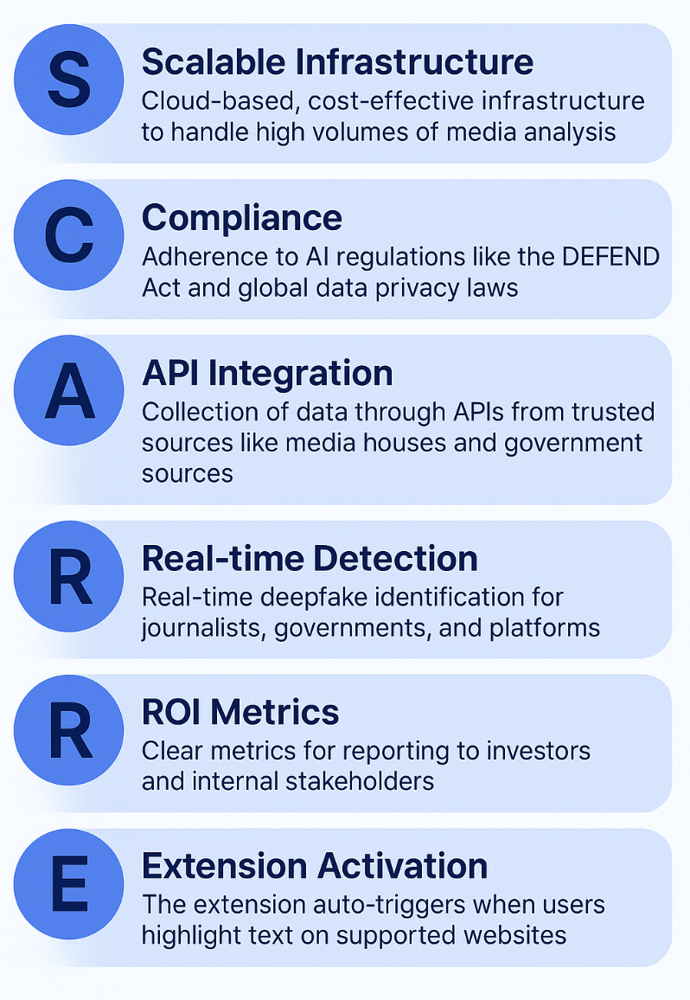 S
Scalable Infrastructure
Cloud-based, cost-effective infrastructure
to handle high volumes of media analysis
C
Compliance
Adherence to AI regulations like the DEFEND
Act and global data privacy laws
A
API Integration
Collection of data through APIs from trusted
sources like media houses and government
sources
R
Real-time Detection
Real-time deepfake identification for
journalists, governments, and platforms
R
ROI Metrics
Clear metrics for reporting to investors
and internal stakeholders
E
Extension Activation
The extension auto-triggers when users
highlight text on supported websites